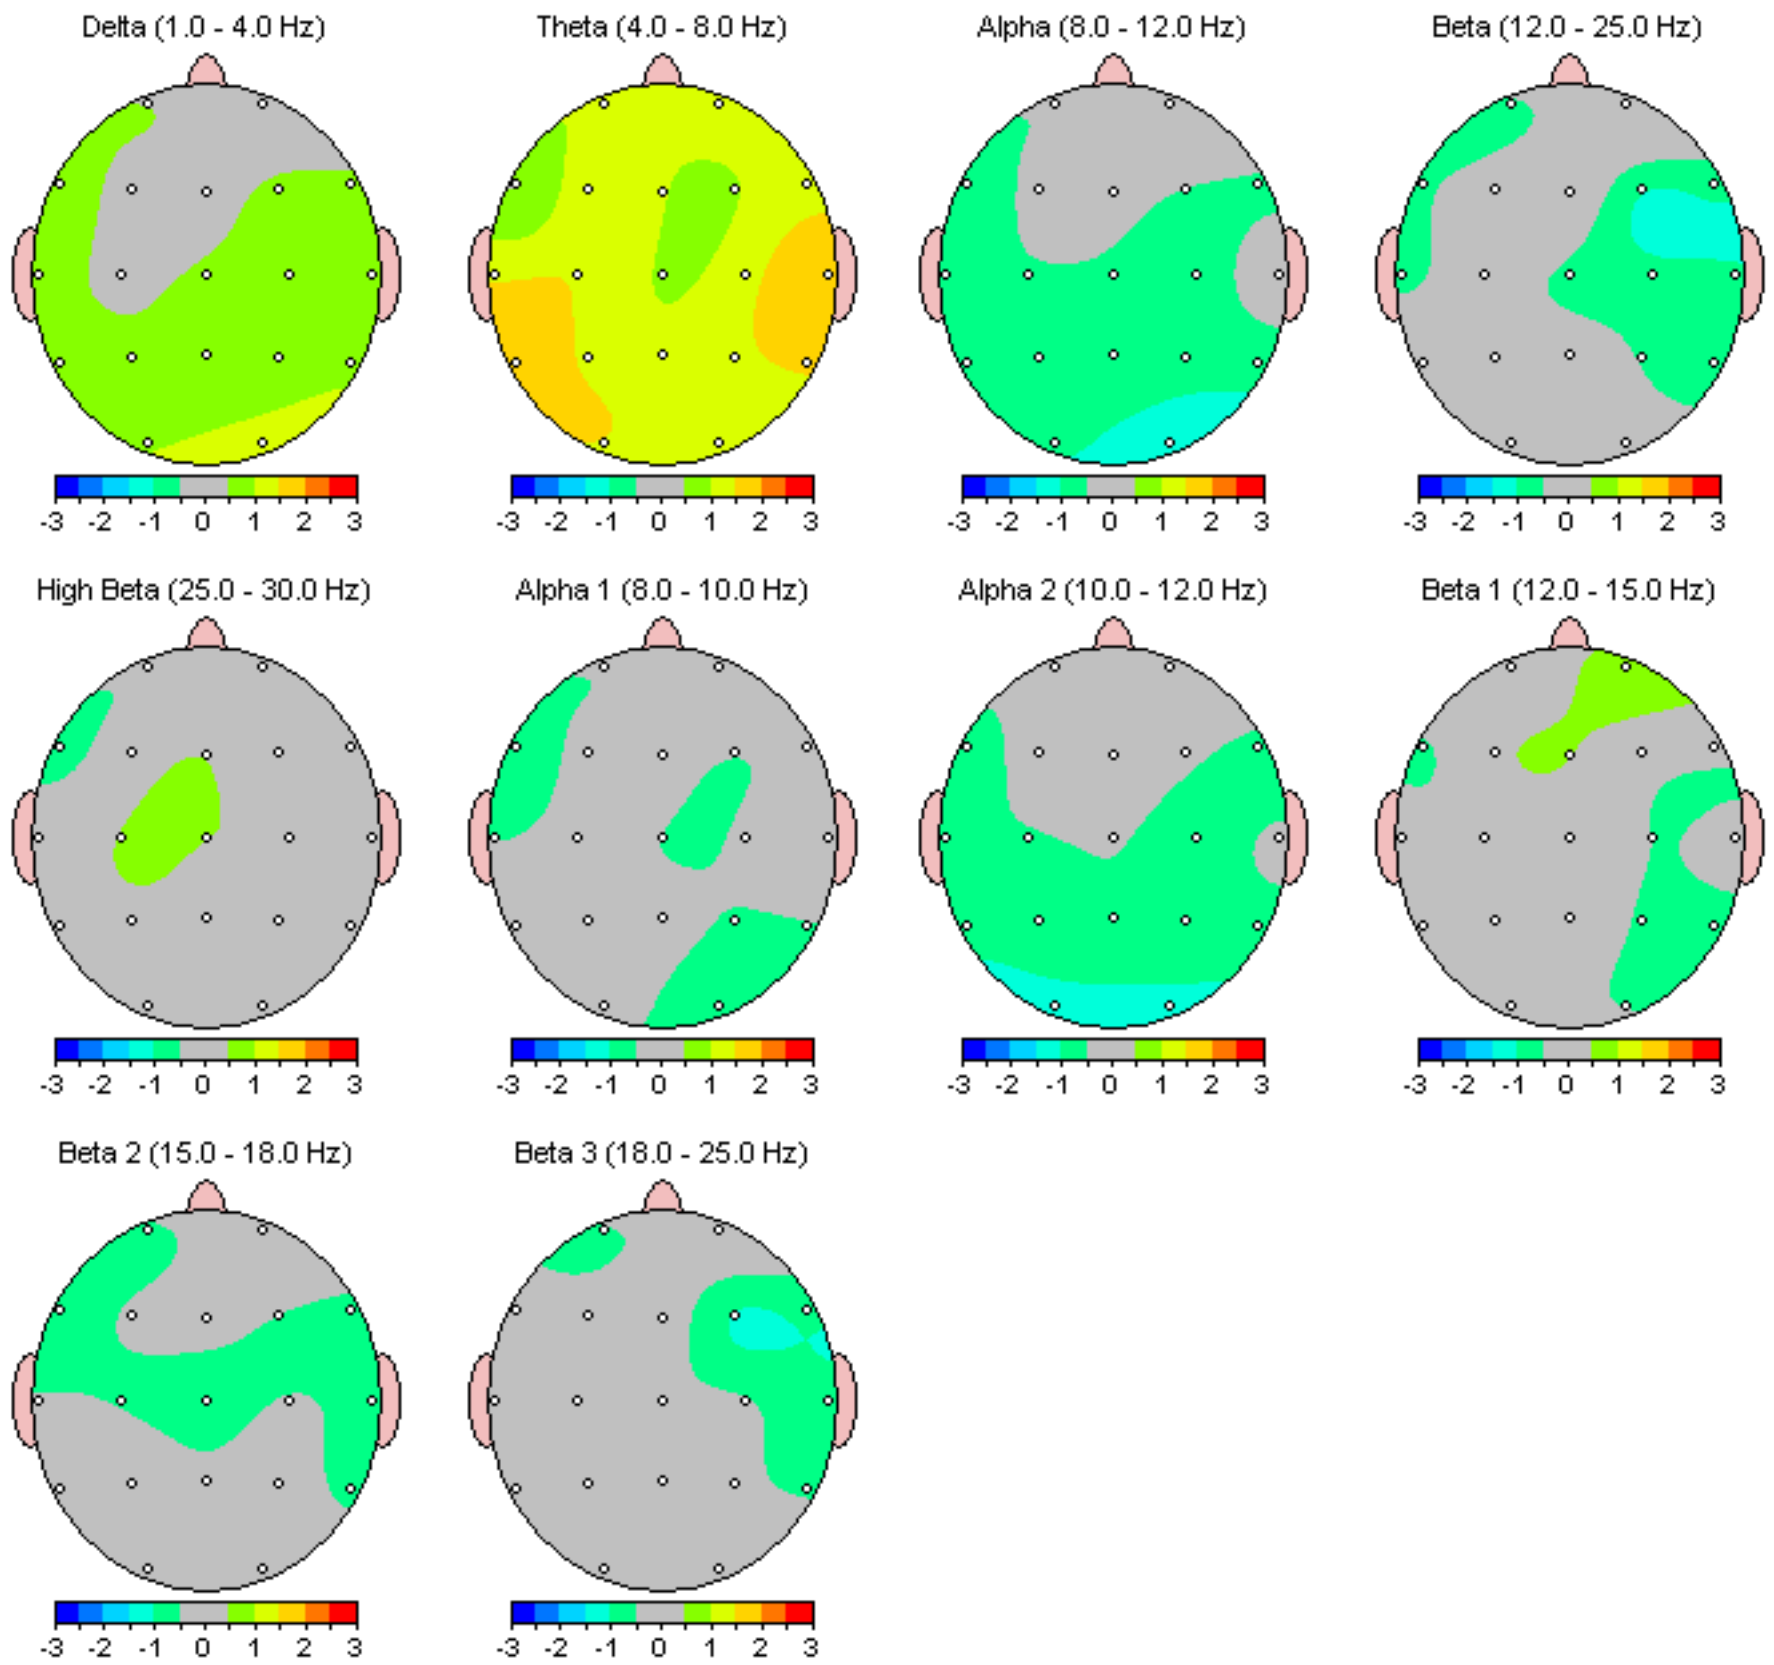 Delta (1.0 - 4.0 Hz) Theta (4.0 - 8.0 Hz) Alpha (8.0 - 12.0 Hz) Beta (12.0 - 25.0 Hz)
-3 -2 -1 0 1 2 3 -3 -2 -1 0 1 2 3 -3 -2 -1 0 1 2 3 -3 -2 -1 0 1 2 3
High Beta (25.0 - 30.0 Hz) Alpha 1 (8.0 - 10.0 Hz) Alpha 2 (10.0 - 12.0 Hz) Beta 1 (12.0 - 15.0 Hz)
-3 -2 -1 0 1 2 3 -3 -2 -1 0 1 2 3 -3 -2 -1 0 1 2 3 -3 -2 -1 0 1 2 3
Beta 2 (15.0 - 18.0 Hz) Beta 3 (18.0 - 25.0 Hz)
-3 -2 -1 0 1 2 3 -3 -2 -1 0 1 2 3